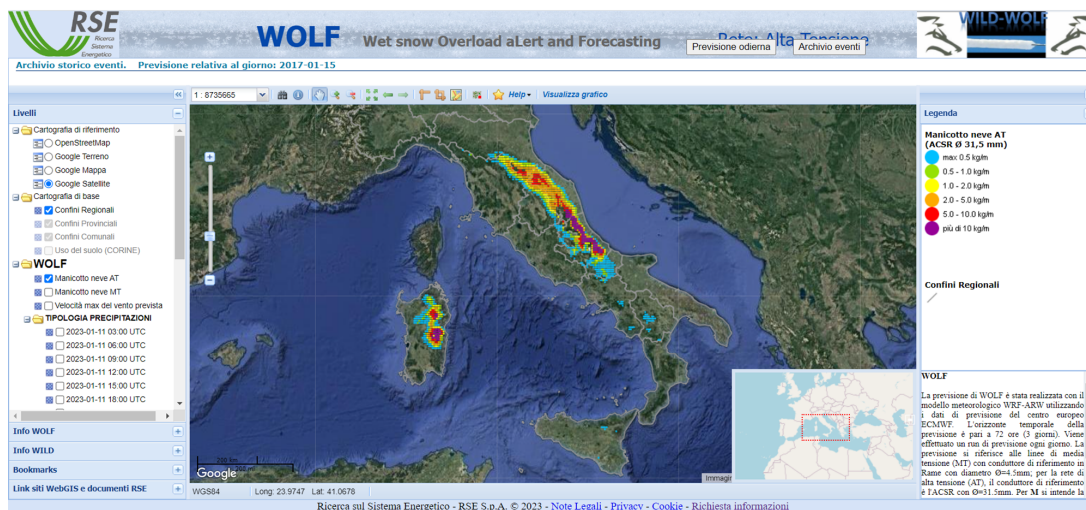 RSE
Ricerca
Sistema
Energetico
WOLF Wet snow Overload aLert and Forecasting
Rete: Alta Tensione
Previsione odierna
Archivio eventi
WILD-WOLF
Archivio storico eventi. Previsione relativa al giorno: 2017-01-15
1 : 8735665
Help
Visualizza grafico
Livelli
Cartografia di riferimento
OpenStreetMap
Google Terreno
Google Mappa
Google Satellite
Cartografia di base
Confini Regionali
Confini Provinciali
Confini Comunali
Uso del suolo (CORINE)
WOLF
Manicotto neve AT
Manicotto neve MT
Velocità max del vento prevista
TIPOLOGIA PRECIPITAZIONI
2023-01-11 03:00 UTC
2023-01-11 06:00 UTC
2023-01-11 09:00 UTC
2023-01-11 12:00 UTC
2023-01-11 15:00 UTC
2023-01-11 18:00 UTC
Info WOLF
Info WILD
Bookmarks
Link siti WebGIS e documenti RSE
200 km
Google
Immagir
WGS84
Long: 23.9747 Lat: 41.0678
Legenda
Manicotto neve AT
(ACSR Ø 31,5 mm)
max 0.5 kg/m
0.5 - 1.0 kg/m
1.0 - 2.0 kg/m
2.0 - 5.0 kg/m
5.0 - 10.0 kg/m
più di 10 kg/m
Confini Regionali
WOLF
La previsione di WOLF è stata realizzata con il
modello meteorologico WRF-ARW utilizzando
i dati di previsione del centro europeo
ECMWF. L'orizzonte temporale della
previsione è pari a 72 ore (3 giorni). Viene
effettuato un run di previsione ogni giorno. La
previsione si riferisce alle linee di media
tensione (MT) con conduttore di riferimento in
Rame con diametro Ø=4.5mm; per la rete di
alta tensione (AT), il conduttore di riferimento
è l'ACSR con Ø=31.5mm. Per M si intende la
Ricerca sul Sistema Energetico - RSE S.p.A. © 2023 - Note Legali - Privacy - Cookie - Richiesta informazioni